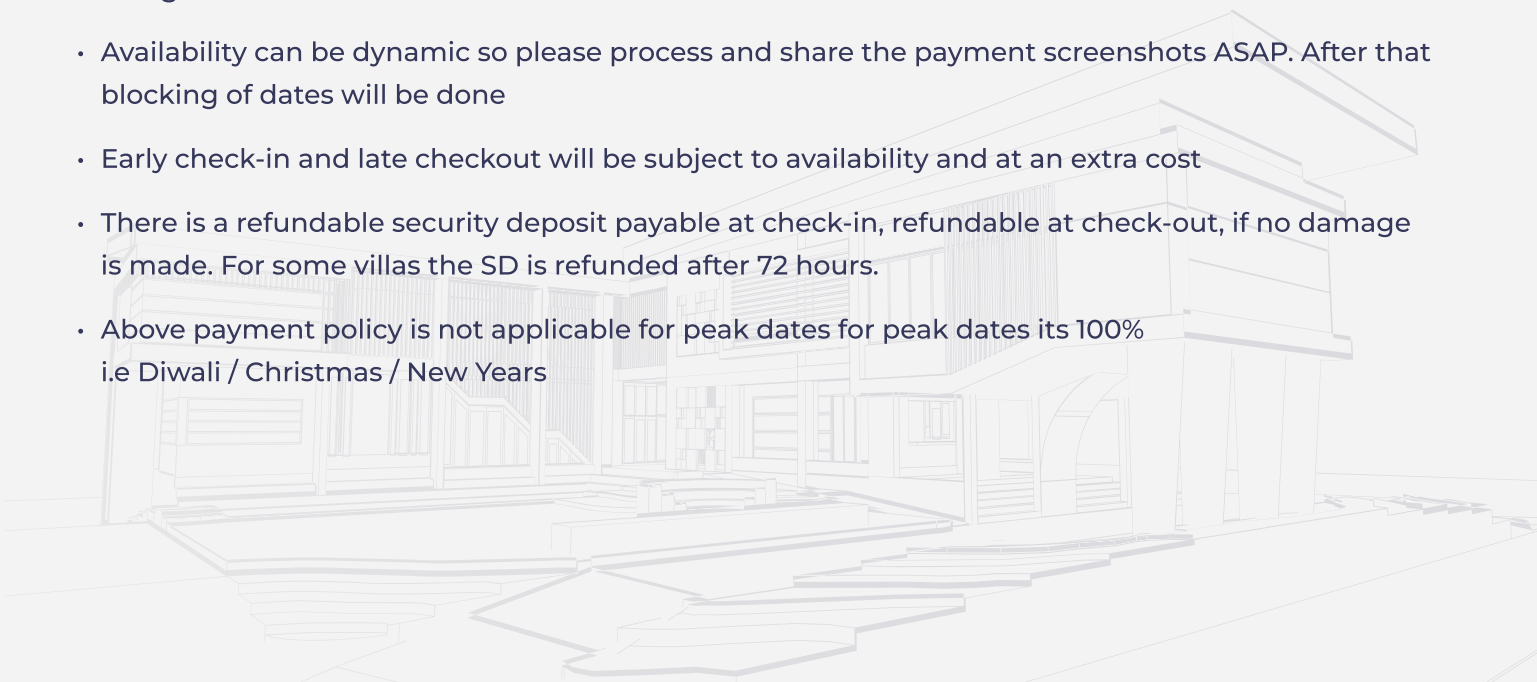 • Availability can be dynamic so please process and share the payment screenshots ASAP. After that
blocking of dates will be done
• Early check-in and late checkout will be subject to availability and at an extra cost
• There is a refundable security deposit payable at check-in, refundable at check-out, if no damage
is made. For some villas the SD is refunded after 72 hours.
• Above payment policy is not applicable for peak dates for peak dates its 100%
i.e Diwali / Christmas / New Years